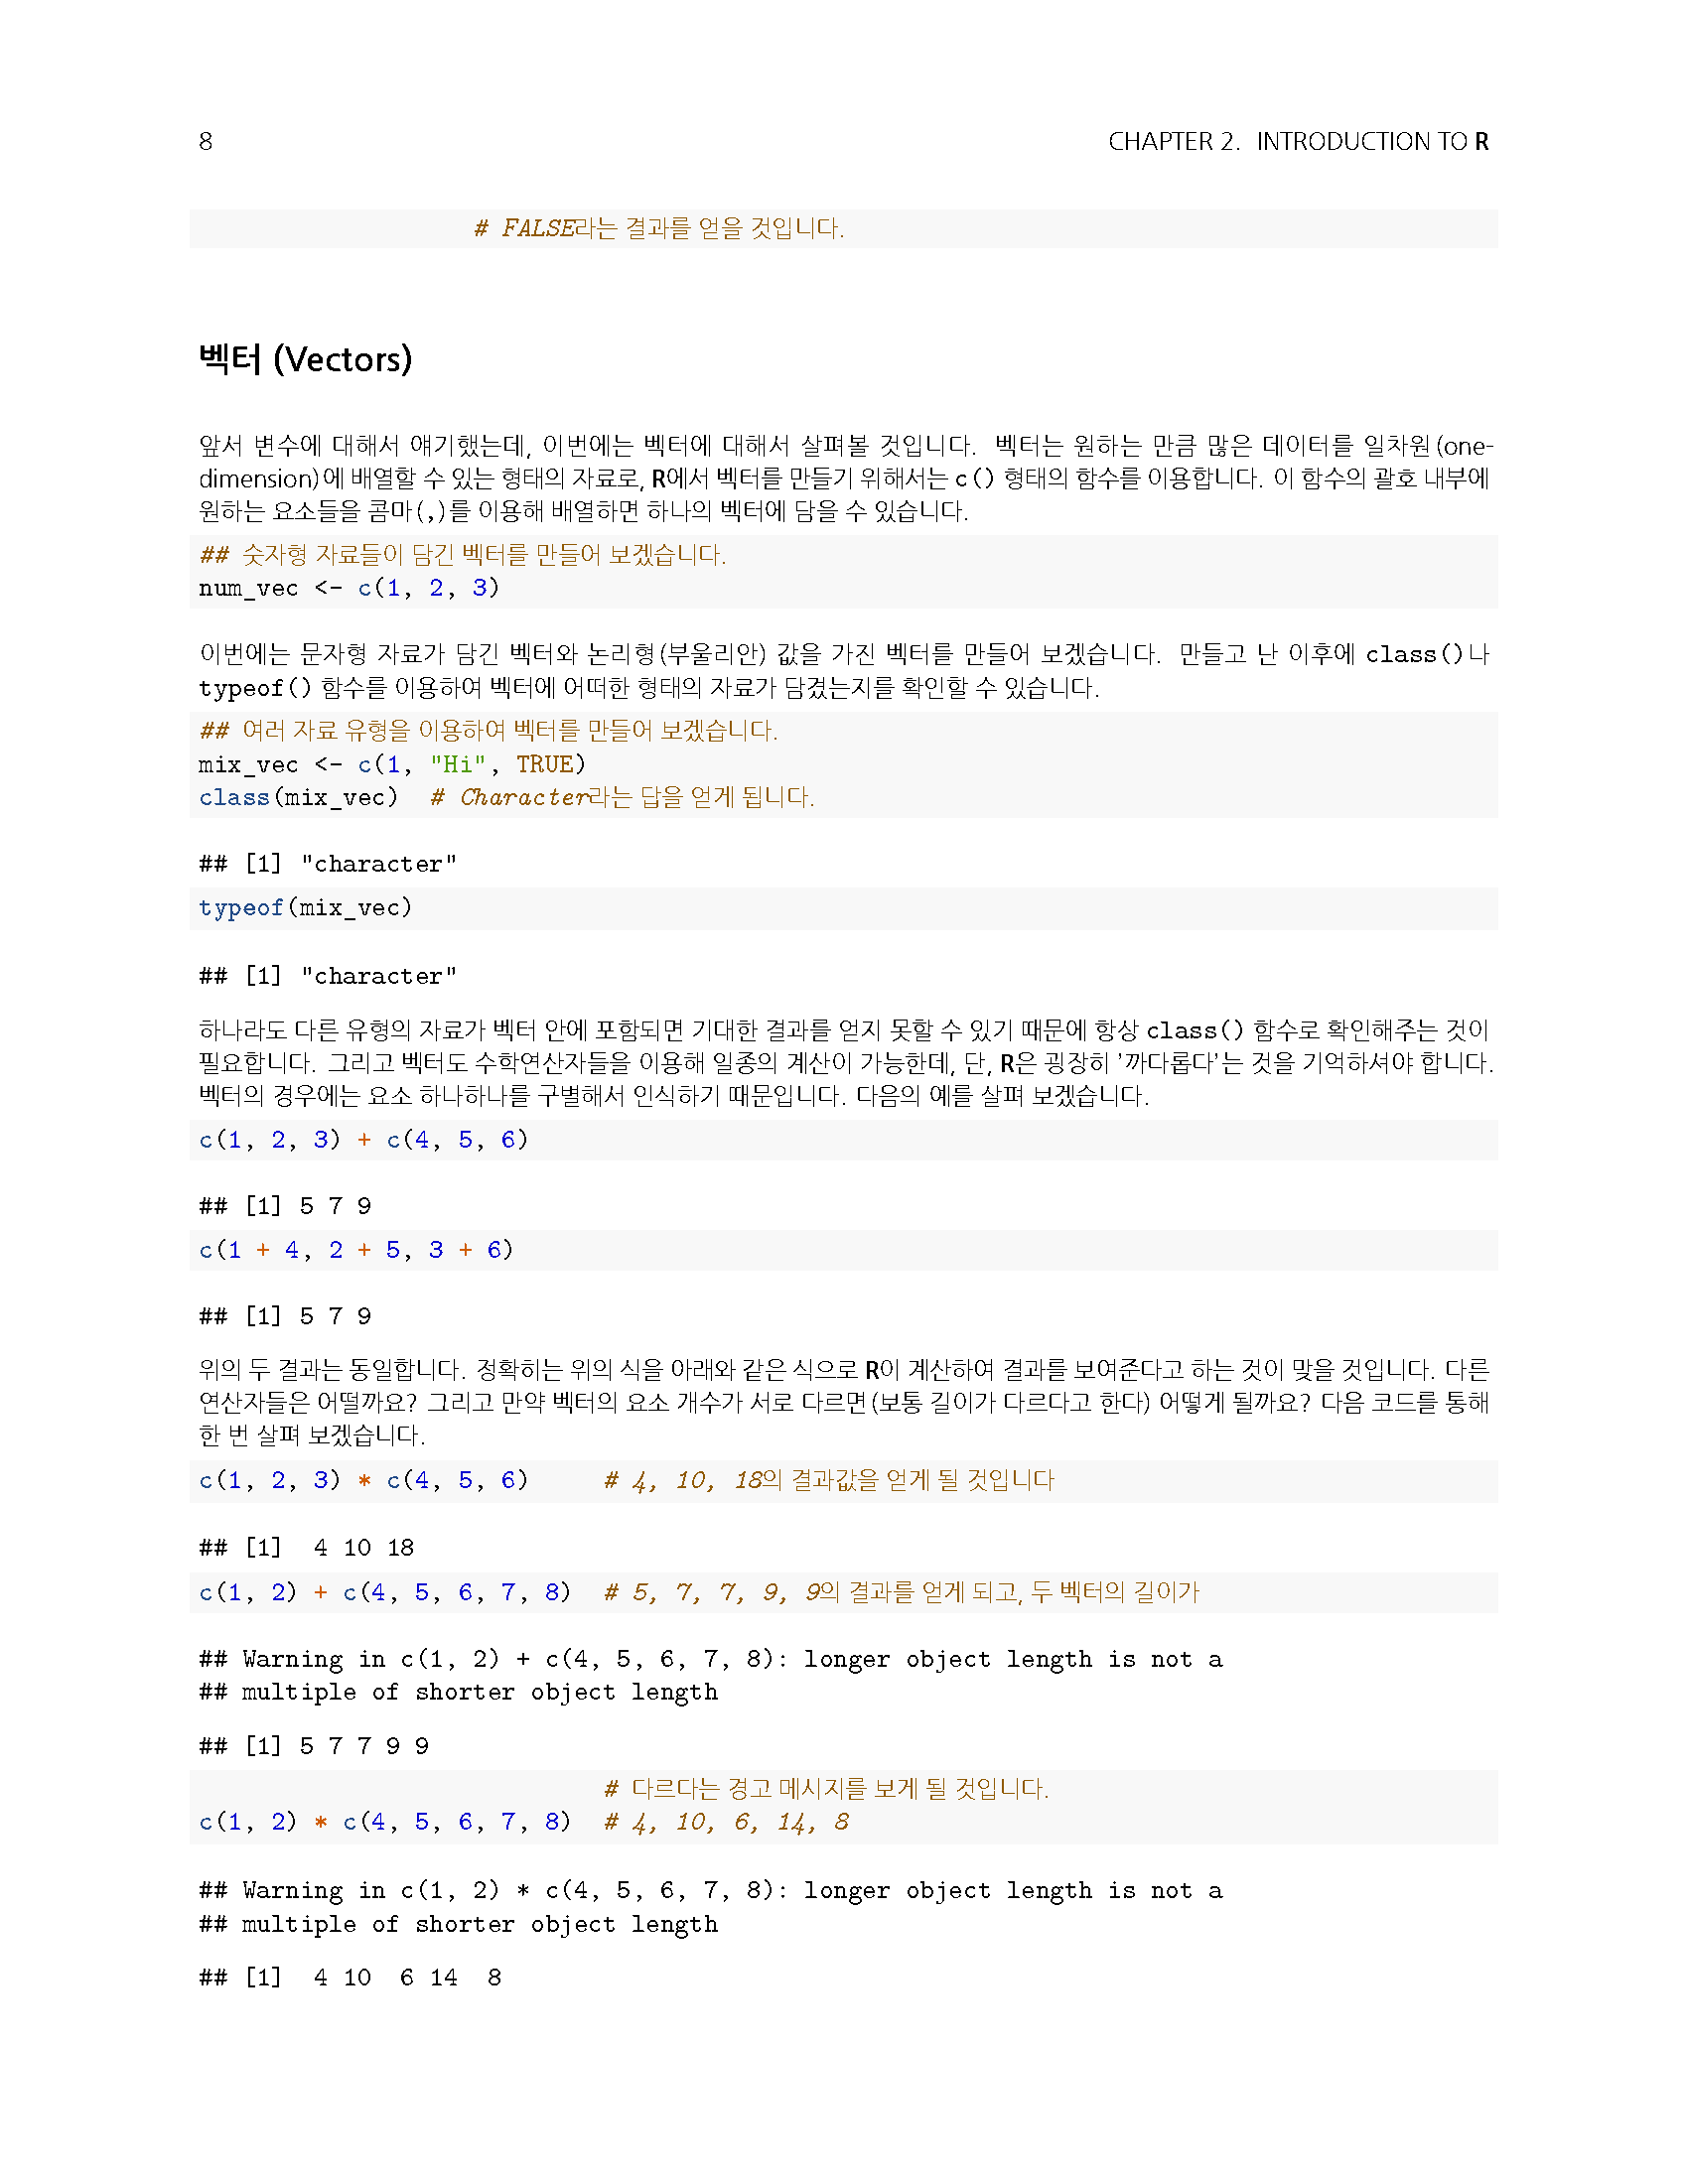 8 CHAPTER 2. INTRODUCTION TO R
# FALSE라는 결과를 얻을 것입니다.
벡터 (Vectors)
앞서 변수에 대해서 얘기했는데, 이번에는 벡터에 대해서 살펴볼 것입니다. 벡터는 원하는 만큼 많은 데이터를 일차원(one-
dimension)에 배열할 수 있는 형태의 자료로, R에서 벡터를 만들기 위해서는 c() 형태의 함수를 이용합니다. 이 함수의 괄호 내부에
원하는 요소들을 콤마(,)를 이용해 배열하면 하나의 벡터에 담을 수 있습니다.
## 숫자형 자료들이 담긴 벡터를 만들어 보겠습니다.
num_vec <- c(1, 2, 3)
이번에는 문자형 자료가 담긴 벡터와 논리형(부울리안) 값을 가진 벡터를 만들어 보겠습니다. 만들고 난 이후에 class()나
typeof() 함수를 이용하여 벡터에 어떠한 형태의 자료가 담겼는지를 확인할 수 있습니다.
## 여러 자료 유형을 이용하여 벡터를 만들어 보겠습니다.
mix_vec <- c(1, "Hi", TRUE)
class(mix_vec)  # Character라는 답을 얻게 됩니다.
## [1] "character"
typeof(mix_vec)
## [1] "character"
하나라도 다른 유형의 자료가 벡터 안에 포함되면 기대한 결과를 얻지 못할 수 있기 때문에 항상 class() 함수로 확인해주는 것이
필요합니다. 그리고 벡터도 수학연산자들을 이용해 일종의 계산이 가능한데, 단, R은 굉장히 '까다롭다'는 것을 기억하셔야 합니다.
벡터의 경우에는 요소 하나하나를 구별해서 인식하기 때문입니다. 다음의 예를 살펴 보겠습니다.
c(1, 2, 3) + c(4, 5, 6)
## [1] 5 7 9
c(1 + 4, 2 + 5, 3 + 6)
## [1] 5 7 9
위의 두 결과는 동일합니다. 정확히는 위의 식을 아래와 같은 식으로 R이 계산하여 결과를 보여준다고 하는 것이 맞을 것입니다. 다른
연산자들은 어떨까요? 그리고 만약 벡터의 요소 개수가 서로 다르면(보통 길이가 다르다고 한다) 어떻게 될까요? 다음 코드를 통해
한 번 살펴 보겠습니다.
c(1, 2, 3) * c(4, 5, 6)     # 4, 10, 18의 결과값을 얻게 될 것입니다
## [1]  4 10 18
c(1, 2) + c(4, 5, 6, 7, 8)  # 5, 7, 7, 9, 9의 결과를 얻게 되고, 두 벡터의 길이가
## Warning in c(1, 2) + c(4, 5, 6, 7, 8): longer object length is not a
## multiple of shorter object length
## [1] 5 7 7 9 9
# 다르다는 경고 메시지를 보게 될 것입니다.
c(1, 2) * c(4, 5, 6, 7, 8)  # 4, 10, 6, 14, 8
## Warning in c(1, 2) * c(4, 5, 6, 7, 8): longer object length is not a
## multiple of shorter object length
## [1]  4 10  6 14  8